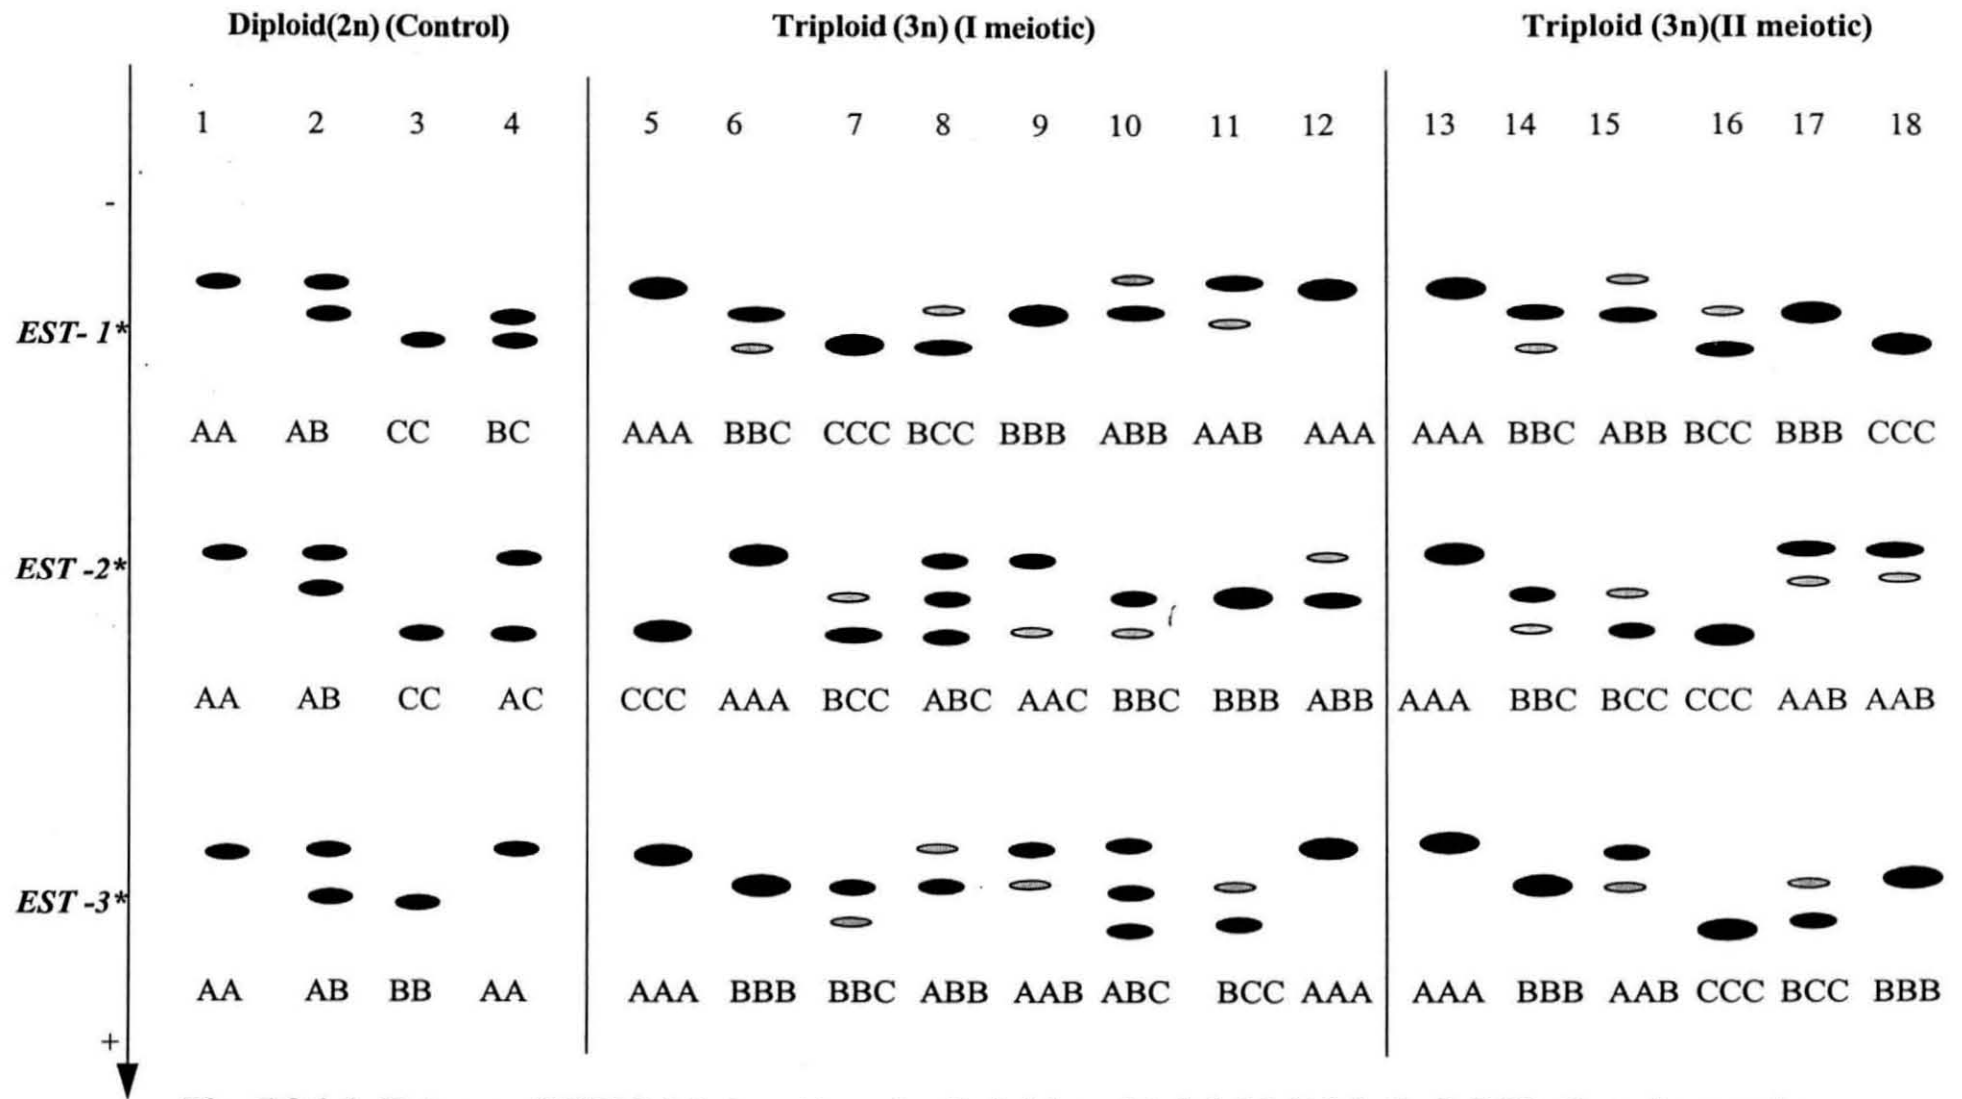 Diploid(2n) (Control) Triploid (3n) (I meiotic) Triploid (3n)(II meiotic)
1 2 3 4 5 6 7 8 9 10 11 12 13 14 15 16 17 18
-
EST- 1*
AA AB CC BC AAA BBC CCC BCC BBB ABB AAB AAA AAA BBC ABB BCC BBB CCC
EST -2*
AA AB CC AC CCC AAA BCC ABC AAC BBC BBB ABB AAA BBC BCC CCC AAB AAB
EST -3*
AA AB BB AA AAA BBB BBC ABB AAB ABC BCC AAA AAA BBB AAB CCC BCC BBB
+